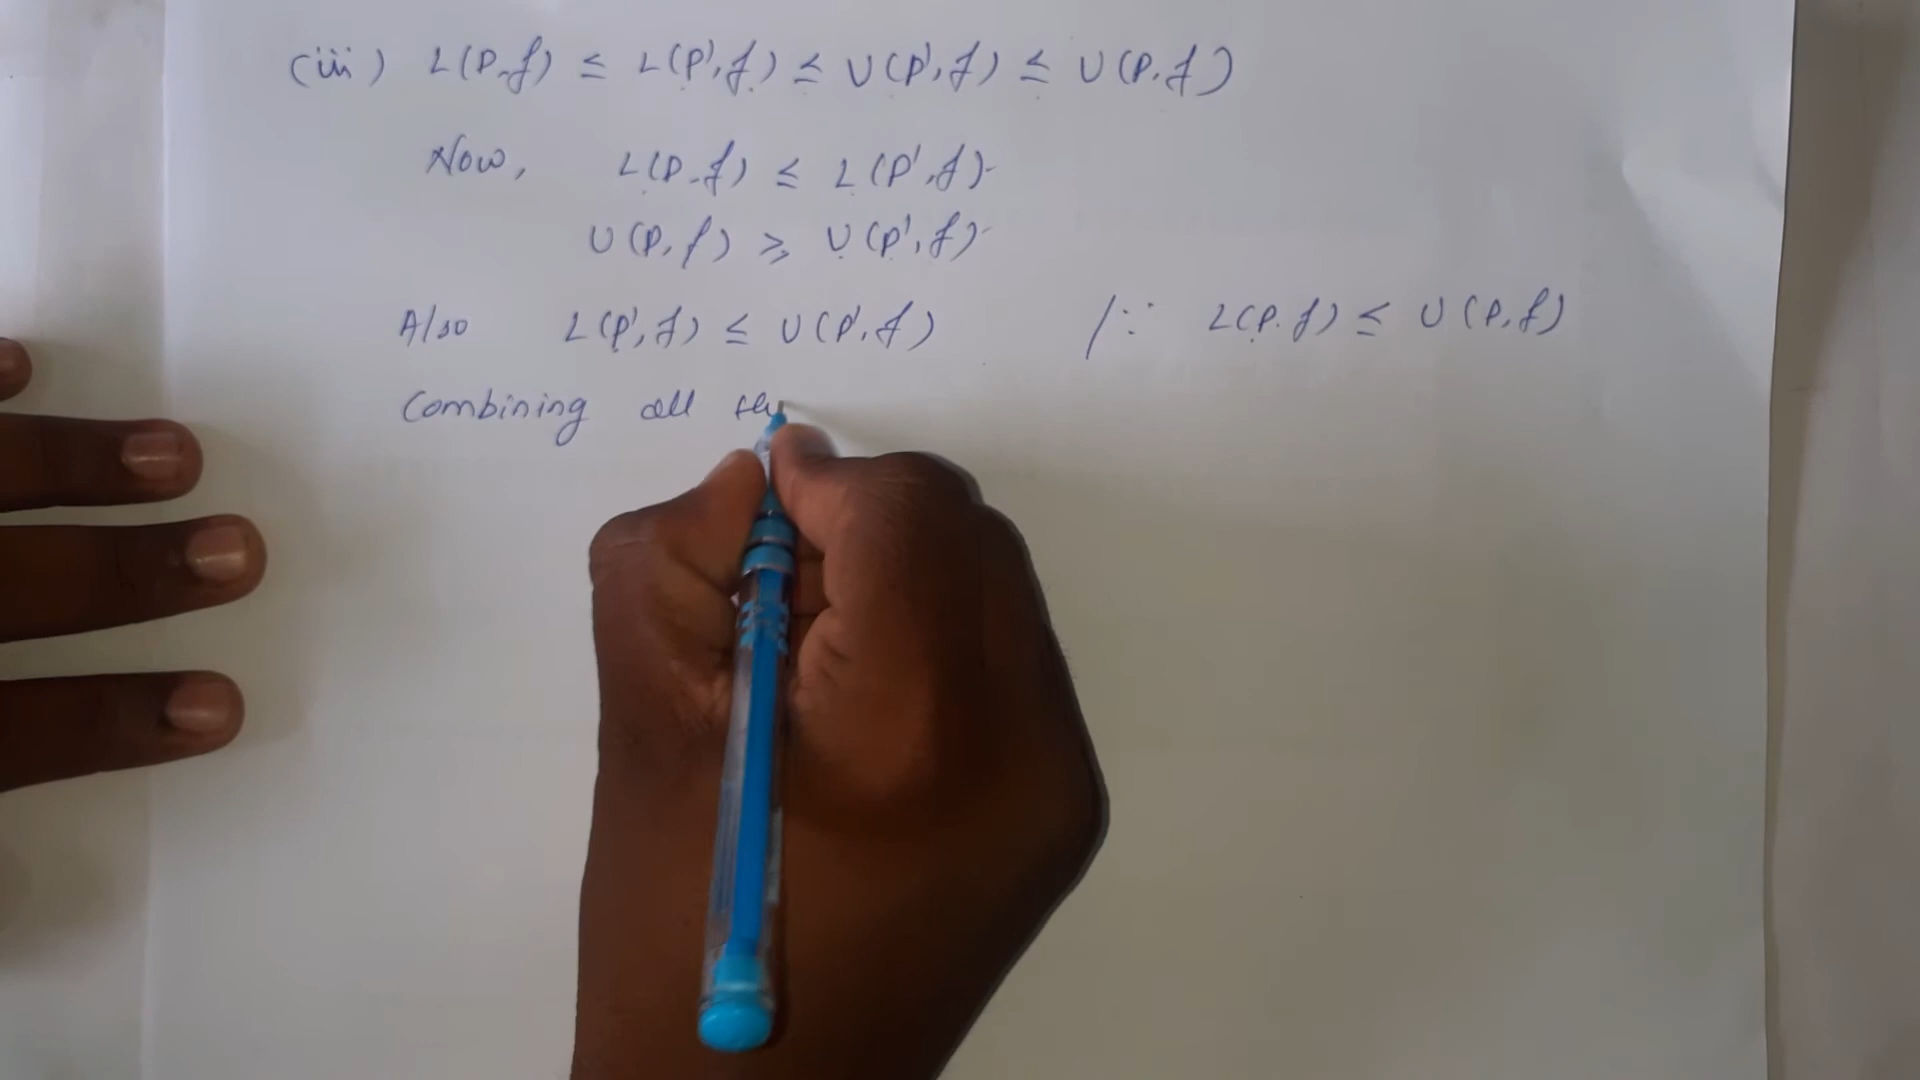 (iii) L(P,f) ≤ L(P',f) ≤ U(P',f) ≤ U(P,f)
Now, L(P,f) ≤ L(P',f)
U(P,f) ≥ U(P',f)
Also L(P',f) ≤ U(P',f) /∵ L(P,f) ≤ U(P,f)
Combining all